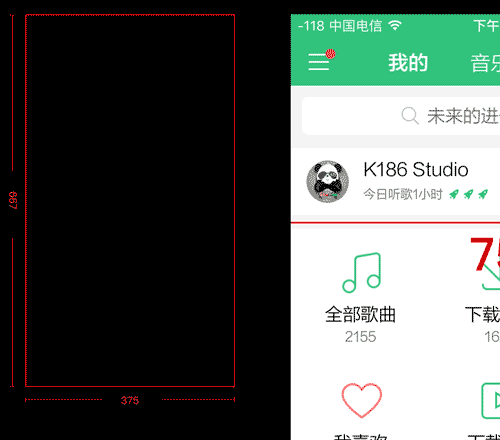 -118 中国电信 下午
我的 音乐
未来的进
K186 Studio
今日听歌1小时
75
全部歌曲 下载
2155 16
我喜欢 下载
667
375